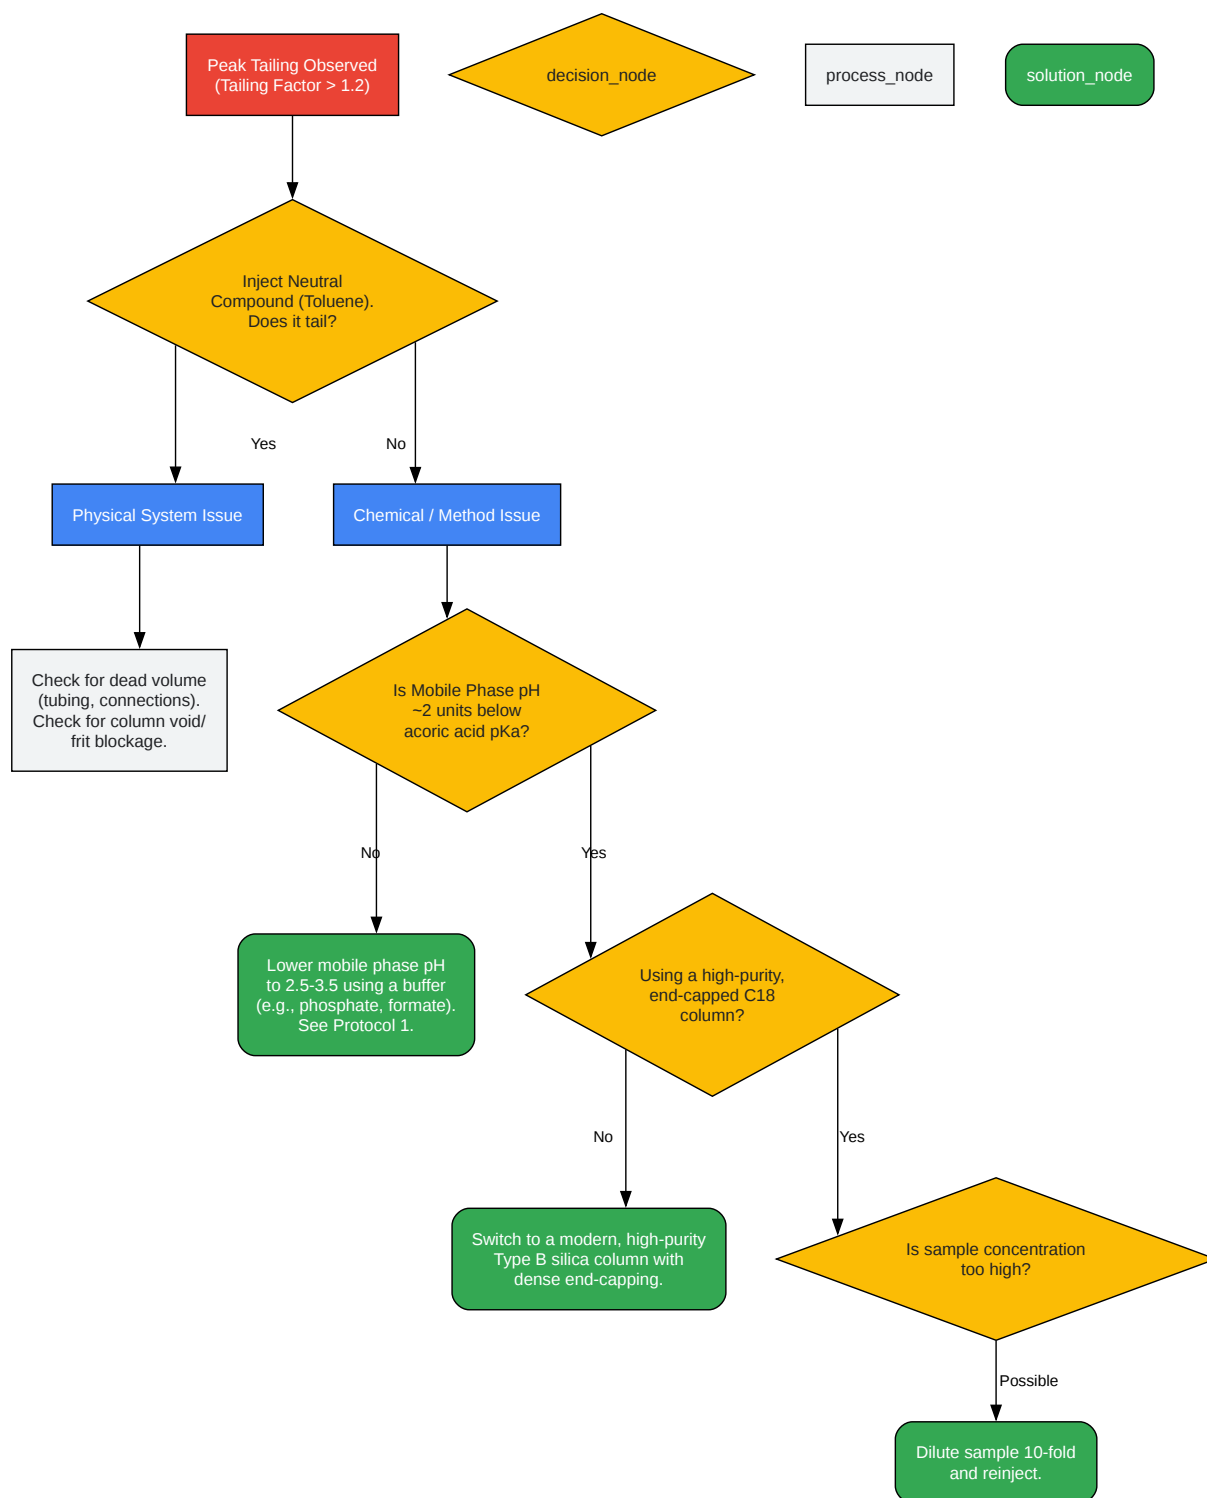 Peak Tailing Observed
(Tailing Factor > 1.2)
decision_node
process_node
solution_node
Inject Neutral
Compound (Toluene).
Does it tail?
Yes
No
Physical System Issue
Chemical / Method Issue
Check for dead volume
(tubing, connections).
Check for column void/
frit blockage.
Is Mobile Phase pH
~2 units below
acoric acid pKa?
No
Yes
Lower mobile phase pH
to 2.5-3.5 using a buffer
(e.g., phosphate, formate).
See Protocol 1.
Using a high-purity,
end-capped C18
column?
No
Yes
Switch to a modern, high-purity
Type B silica column with
dense end-capping.
Is sample concentration
too high?
Possible
Dilute sample 10-fold
and reinject.